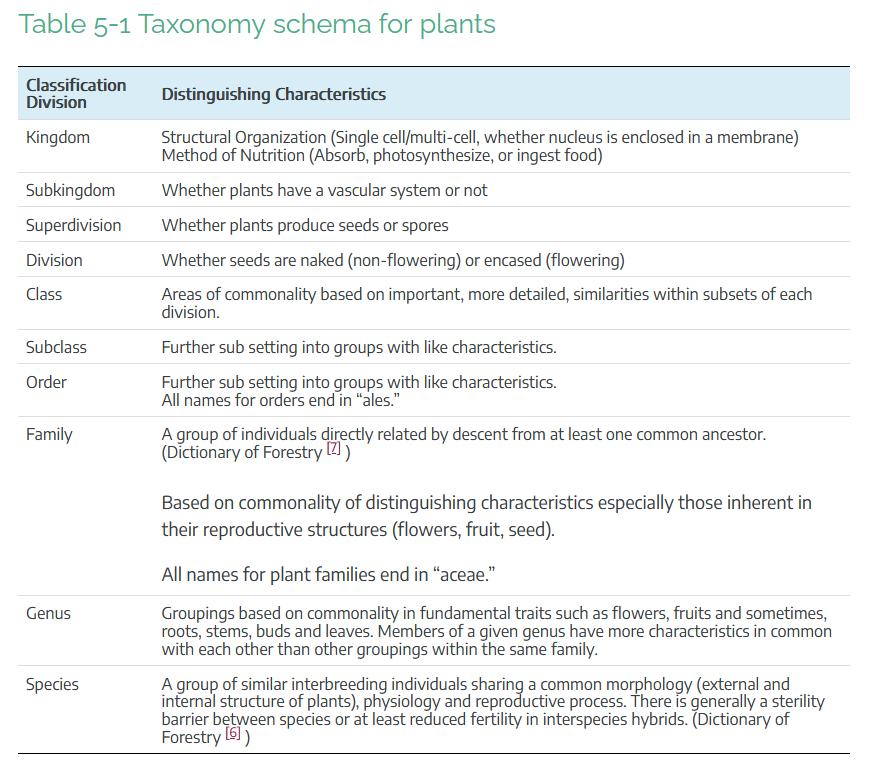 Table 5-1 Taxonomy schema for plants
Classification
Division
Distinguishing Characteristics
Kingdom
Structural Organization (Single cell/multi-cell, whether nucleus is enclosed in a membrane)
Method of Nutrition (Absorb, photosynthesize, or ingest food)
Subkingdom
Whether plants have a vascular system or not
Superdivision
Whether plants produce seeds or spores
Division
Whether seeds are naked (non-flowering) or encased (flowering)
Class
Areas of commonality based on important, more detailed, similarities within subsets of each
division.
Subclass
Further sub setting into groups with like characteristics.
Order
Further sub setting into groups with like characteristics.
All names for orders end in “ales.”
Family
A group of individuals directly related by descent from at least one common ancestor.
(Dictionary of Forestry [7] )
Based on commonality of distinguishing characteristics especially those inherent in
their reproductive structures (flowers, fruit, seed).
All names for plant families end in “aceae.”
Genus
Groupings based on commonality in fundamental traits such as flowers, fruits and sometimes,
roots, stems, buds and leaves. Members of a given genus have more characteristics in common
with each other than other groupings within the same family.
Species
A group of similar interbreeding individuals sharing a common morphology (external and
internal structure of plants), physiology and reproductive process. There is generally a sterility
barrier between species or at least reduced fertility in interspecies hybrids. (Dictionary of
Forestry [6] )